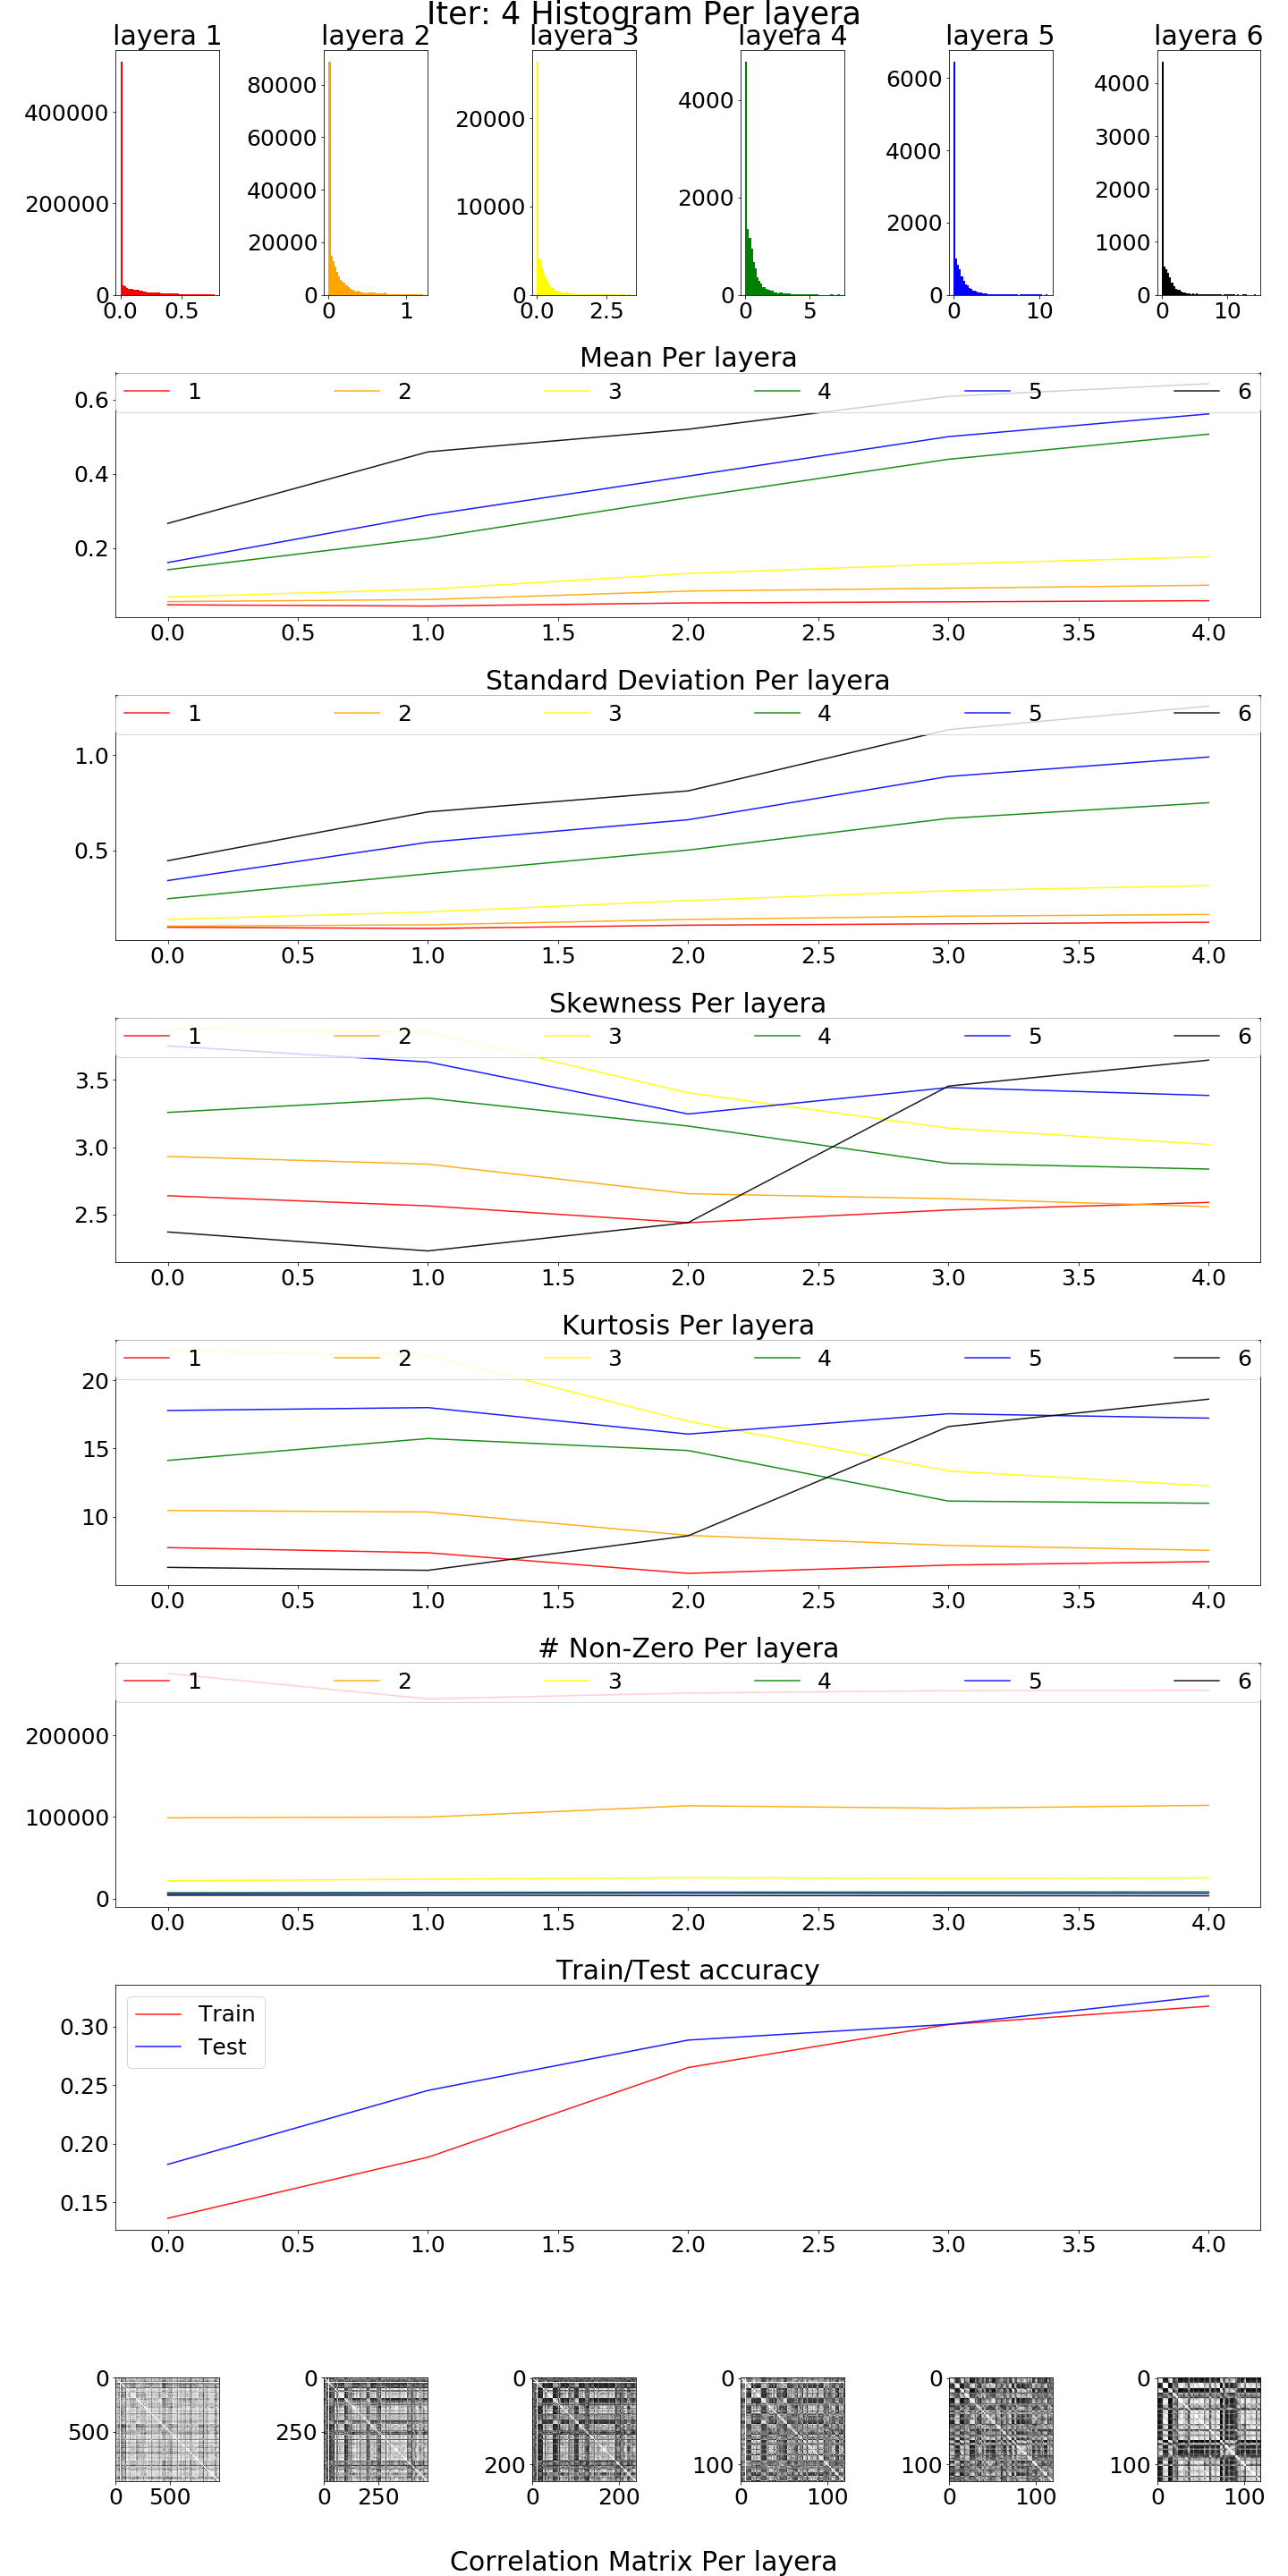 Iter: 4 Histogram Per layera
layera 1 layera 2 layera 3 layera 4 layera 5 layera 6
400000 200000 0 0.0 0.5
80000 60000 40000 20000 0 0 1
20000 10000 0 0.0 2.5
4000 2000 0 0 5
6000 4000 2000 0 0 10
4000 3000 2000 1000 0 0 10
Mean Per layera
1 2 3 4 5 6
0.6
0.4
0.2
0.0 0.5 1.0 1.5 2.0 2.5 3.0 3.5 4.0
Standard Deviation Per layera
1 2 3 4 5 6
1.0
0.5
0.0 0.5 1.0 1.5 2.0 2.5 3.0 3.5 4.0
Skewness Per layera
1 2 3 4 5 6
3.5
3.0
2.5
0.0 0.5 1.0 1.5 2.0 2.5 3.0 3.5 4.0
Kurtosis Per layera
1 2 3 4 5 6
20
15
10
0.0 0.5 1.0 1.5 2.0 2.5 3.0 3.5 4.0
# Non-Zero Per layera
1 2 3 4 5 6
200000
100000
0
0.0 0.5 1.0 1.5 2.0 2.5 3.0 3.5 4.0
Train/Test accuracy
Train
Test
0.30
0.25
0.20
0.15
0.0 0.5 1.0 1.5 2.0 2.5 3.0 3.5 4.0
0 500 0 500
0 250 0 250
0 200 0 200
0 100 0 100
0 100 0 100
0 100 0 100
Correlation Matrix Per layera